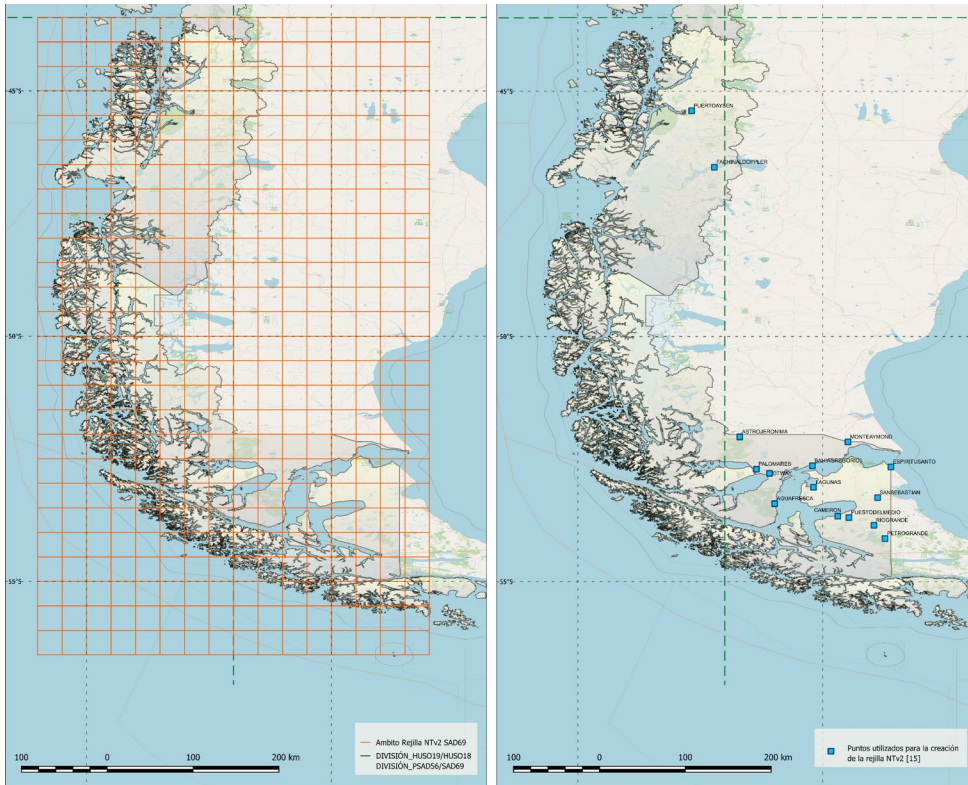 45°S
50°S
55°S
Ambito Rejilla NTv2 SAD69
DIVISIÓN_HUSO19/HUSO18
DIVISIÓN_PSAD56/SAD69
100 0 100 200 km
45°S
PUERTOAYSEN
FACHINALDOPPLER
50°S
ASTROJERONIMA
MONTEAYMOND
PALOMARES
OTWAY
BAHIASGREGORIO
ESPIRITUSANTO
LAGUNAS
SANSEBASTIAN
AGUAFRESCA
CAMERON
PUESTODELMEDIO
RIOGRANDE
PETROGRANDE
55°S
Puntos utilizados para la creación
de la rejilla NTv2 [15]
100 0 100 200 km